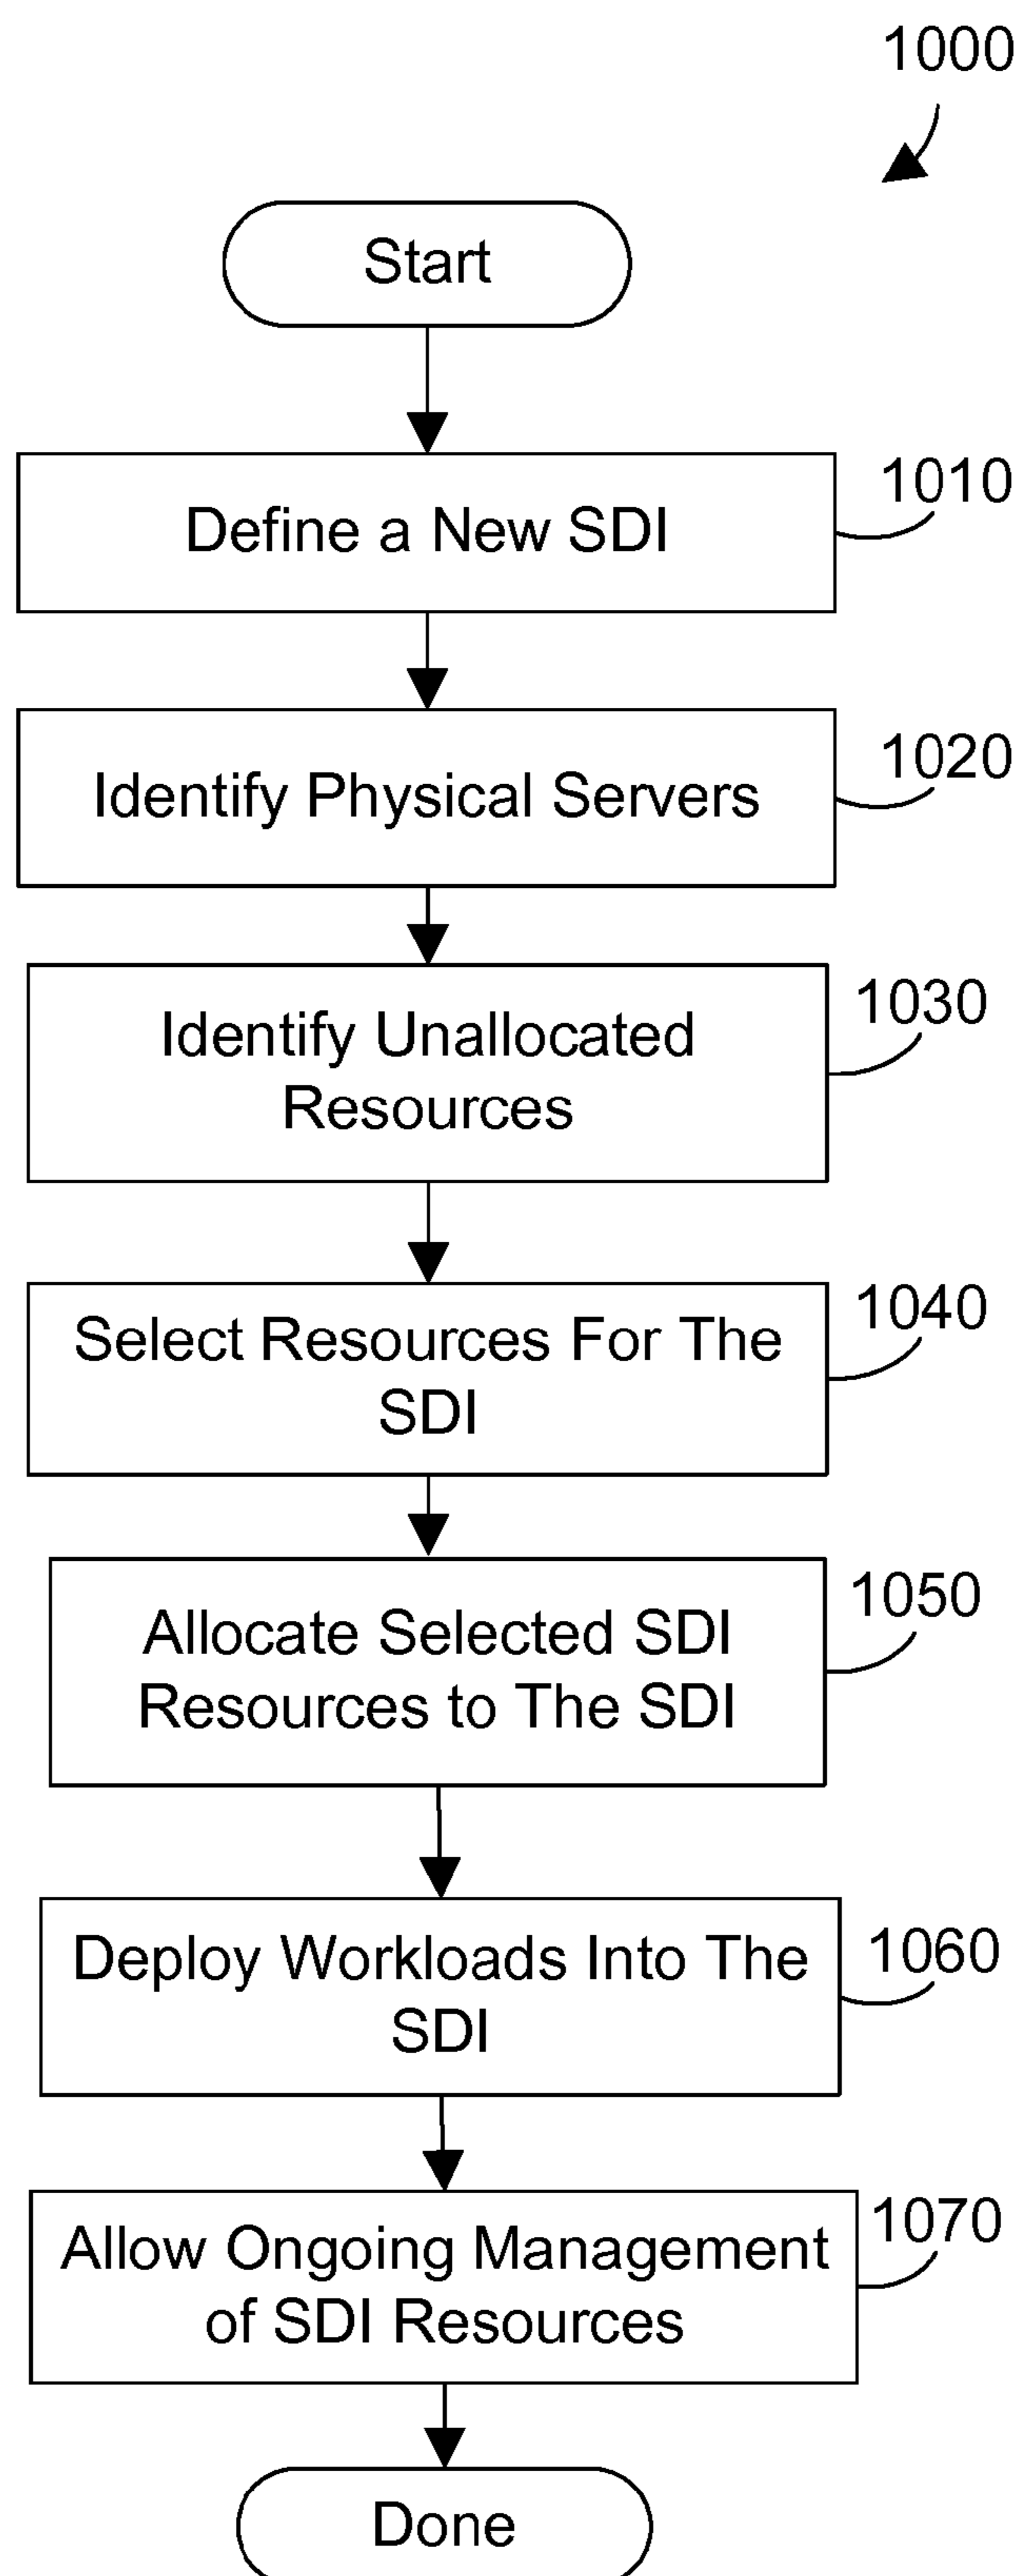 1000
Start
1010
Define a New SDI
1020
Identify Physical Servers
1030
Identify Unallocated
Resources
1040
Select Resources For The
SDI
1050
Allocate Selected SDI
Resources to The SDI
1060
Deploy Workloads Into The
SDI
1070
Allow Ongoing Management
of SDI Resources
Done